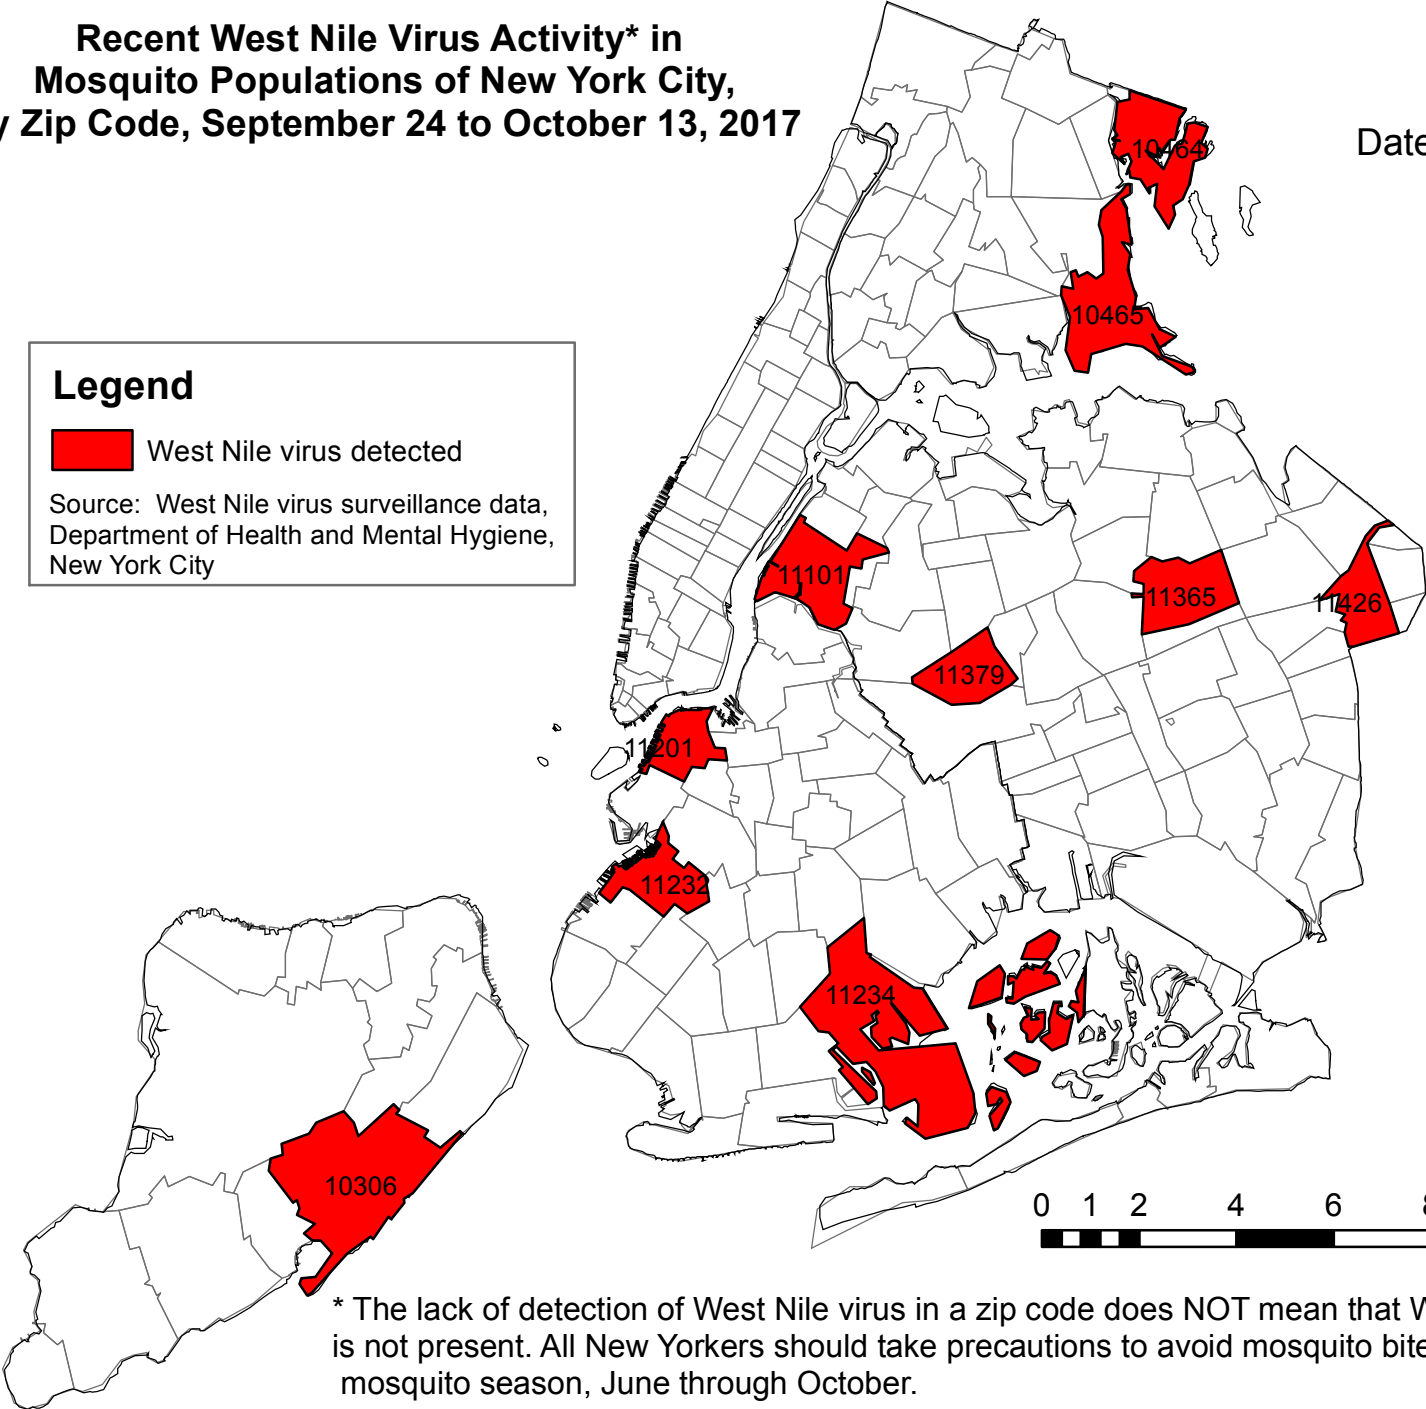 Recent West Nile Virus Activity* in
Mosquito Populations of New York City,
y Zip Code, September 24 to October 13, 2017
Date
10464
10465
Legend
West Nile virus detected
Source: West Nile virus surveillance data,
Department of Health and Mental Hygiene,
New York City
11101
11365
11426
11379
11201
11232
11234
10306
0 1 2 4 6 8
* The lack of detection of West Nile virus in a zip code does NOT mean that W
is not present. All New Yorkers should take precautions to avoid mosquito bite
mosquito season, June through October.